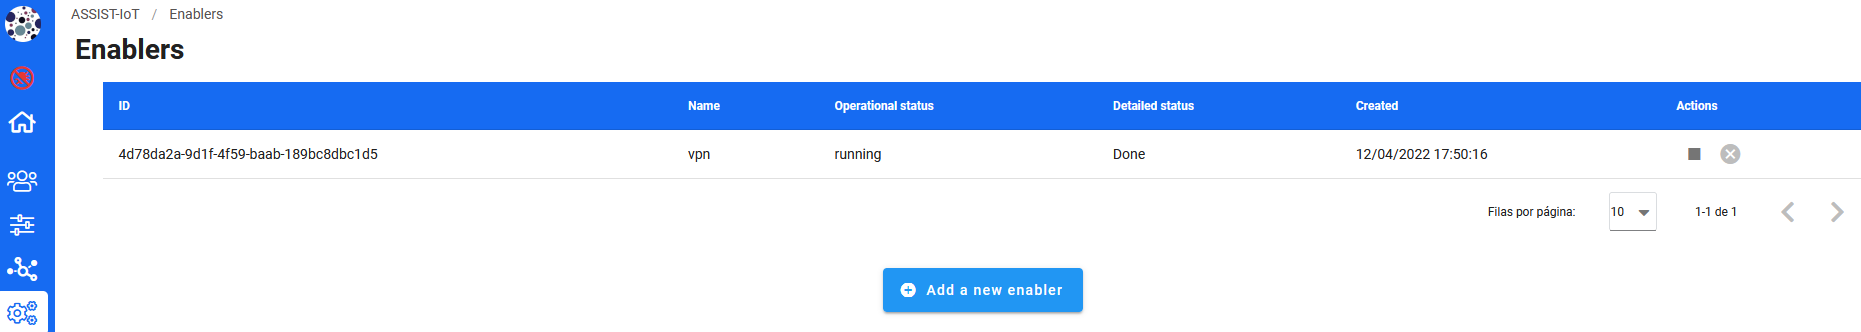 ASSIST-IoT / Enablers
Enablers
ID Name Operational status Detailed status Created Actions
4d78da2a-9d1f-4f59-baab-189bc8dbc1d5 vpn running Done 12/04/2022 17:50:16
Filas por página: 10 1-1 de 1
Add a new enabler